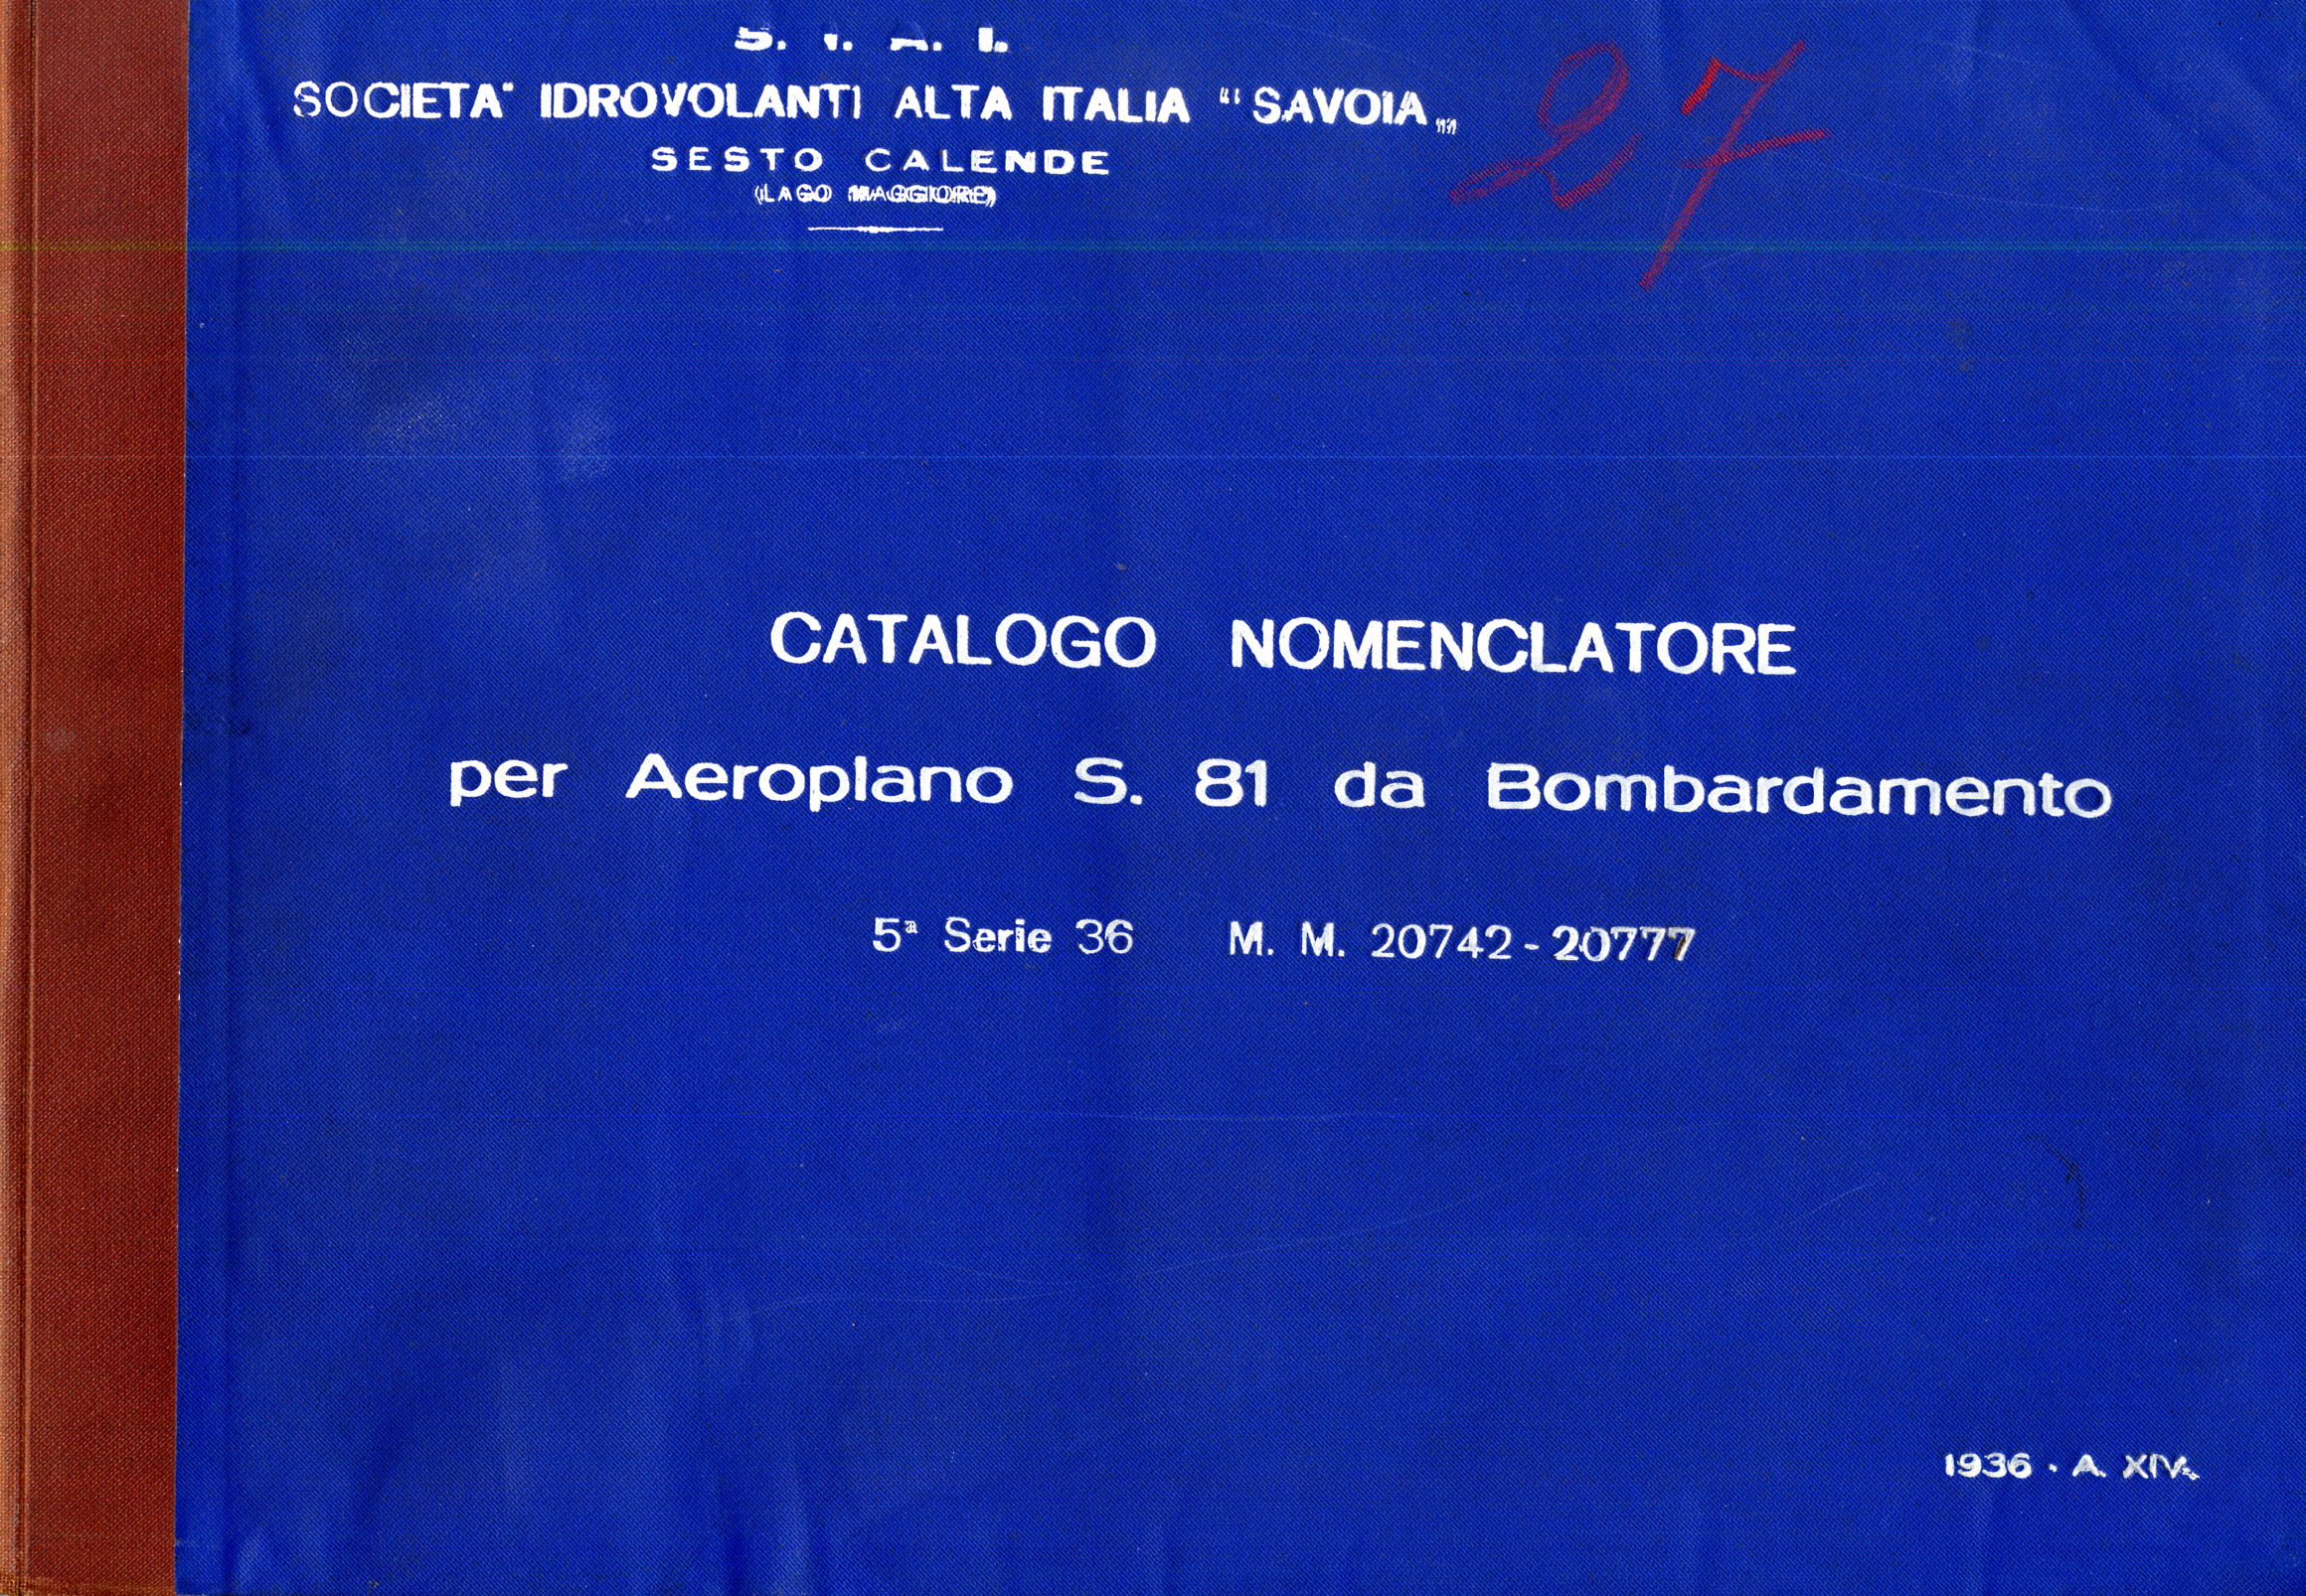 S. I. A. I.
SOCIETA' IDROVOLANTI ALTA ITALIA “SAVOIA„
27
SESTO CALENDE
(LAGO MAGGIORE)
CATALOGO NOMENCLATORE
per Aeroplano S. 81 da Bombardamento
5ª Serie 36 M. M. 20742-20777
1936 - A. XIV.